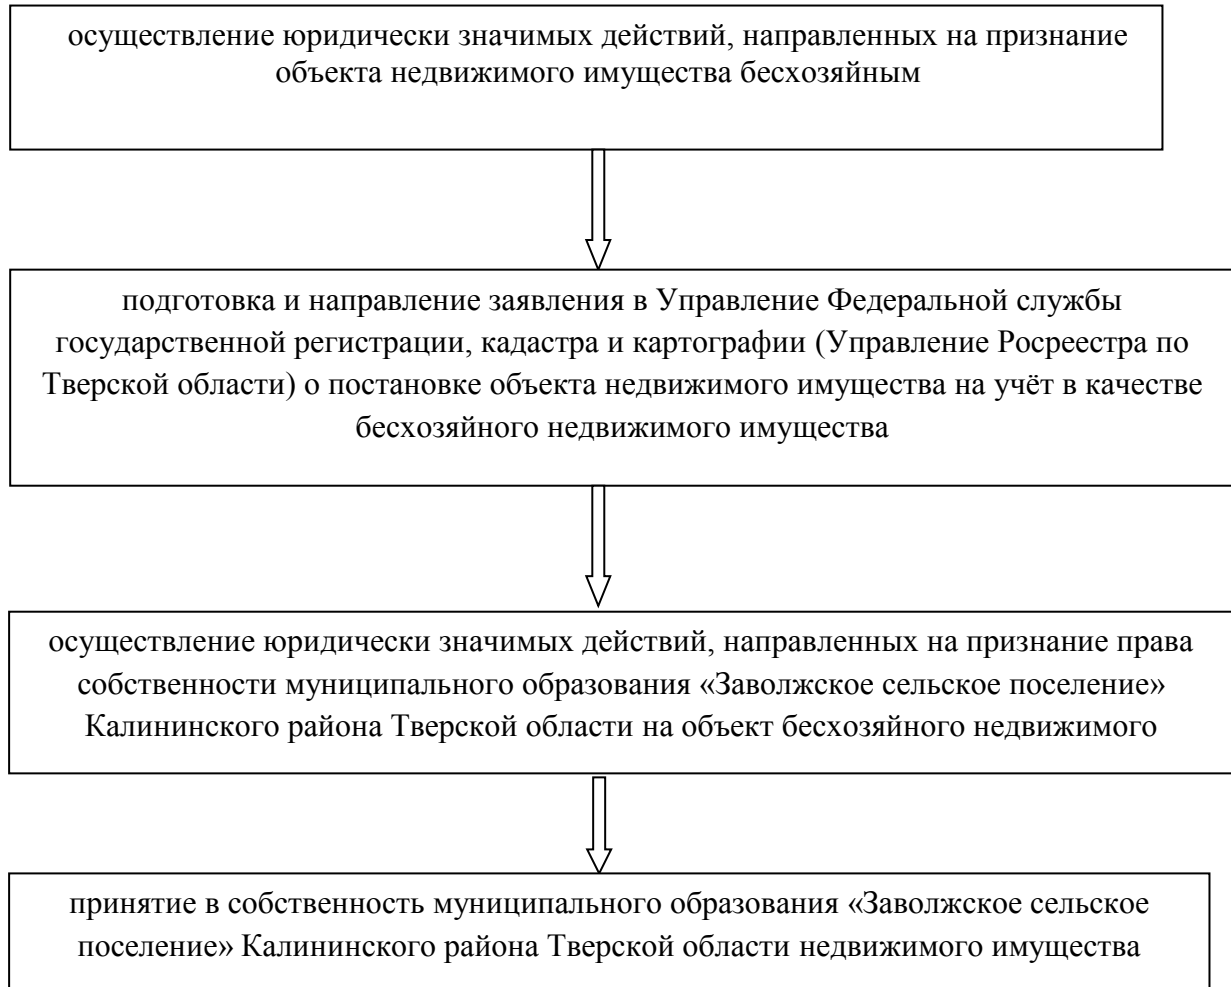 осуществление юридически значимых действий, направленных на признание
объекта недвижимого имущества бесхозяйным
подготовка и направление заявления в Управление Федеральной службы
государственной регистрации, кадастра и картографии (Управление Росреестра по
Тверской области) о постановке объекта недвижимого имущества на учёт в качестве
бесхозяйного недвижимого имущества
осуществление юридически значимых действий, направленных на признание права
собственности муниципального образования «Заволжское сельское поселение»
Калининского района Тверской области на объект бесхозяйного недвижимого
принятие в собственность муниципального образования «Заволжское сельское
поселение» Калининского района Тверской области недвижимого имущества